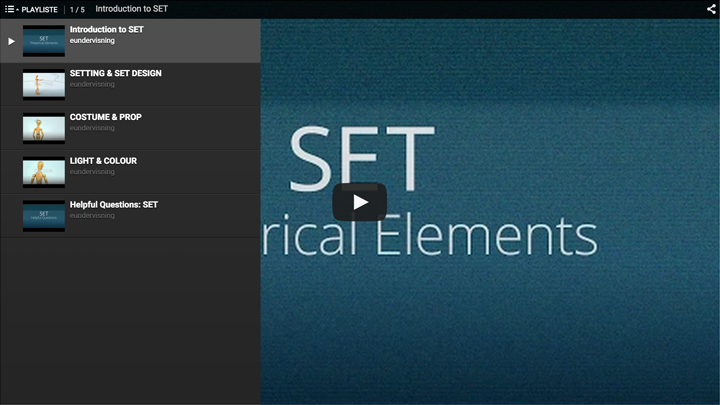 PLAYLISTE
1 / 5
Introduction to SET
Introduction to SET
eundervisning
SETTING & SET DESIGN
eundervisning
COSTUME & PROP
eundervisning
LIGHT & COLOUR
eundervisning
Helpful Questions: SET
eundervisning
SET
rical Elements